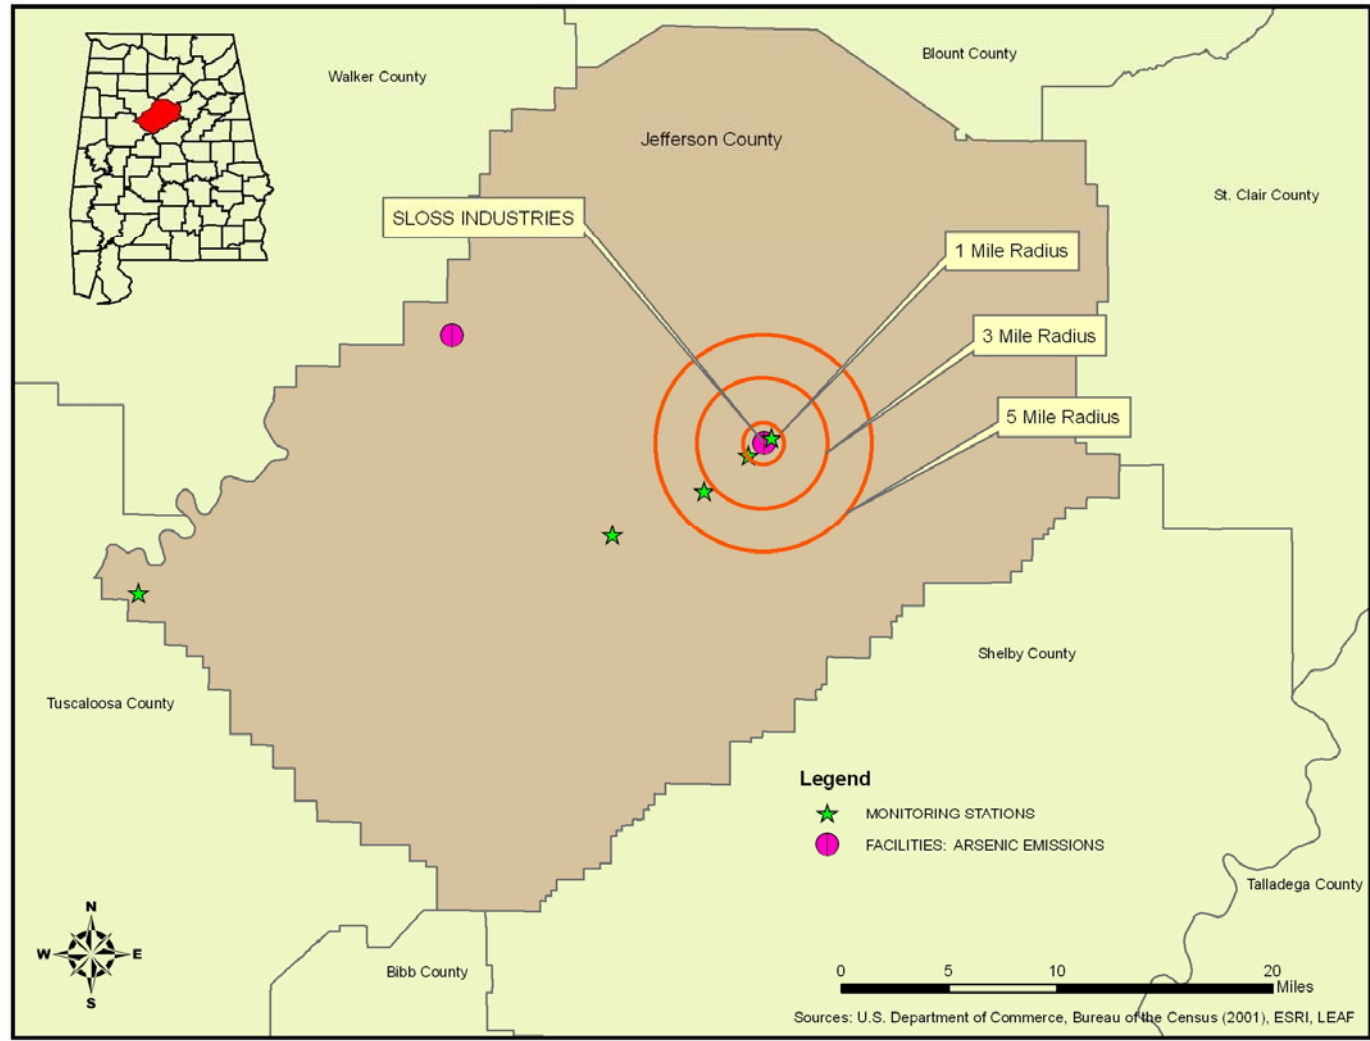 Walker County
Blount County
Jefferson County
St. Clair County
SLOSS INDUSTRIES
1 Mile Radius
3 Mile Radius
5 Mile Radius
Shelby County
Tuscaloosa County
Legend
MONITORING STATIONS
FACILITIES: ARSENIC EMISSIONS
Talladega County
N
W E
S
Bibb County
0 5 10 20
Miles
Sources: U.S. Department of Commerce, Bureau of the Census (2001), ESRI, LEAF